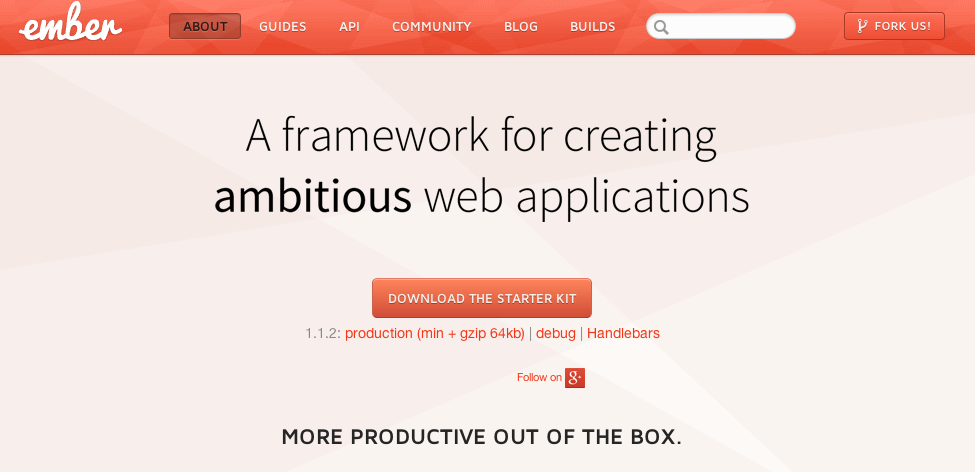 ember ABOUT GUIDES API COMMUNITY BLOG BUILDS FORK US!
A framework for creating
ambitious web applications
DOWNLOAD THE STARTER KIT
1.1.2: production (min + gzip 64kb) | debug | Handlebars
Follow on g+
MORE PRODUCTIVE OUT OF THE BOX.